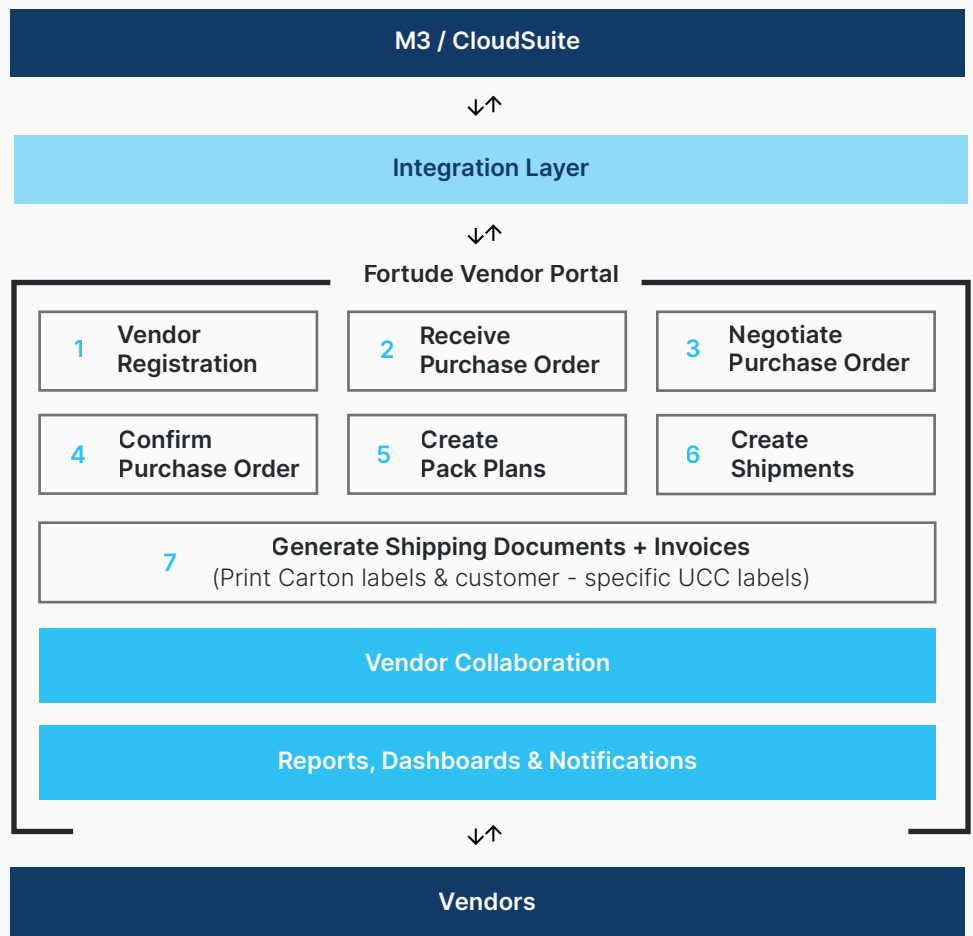 M3 / CloudSuite
↓↑
Integration Layer
↓↑
Fortude Vendor Portal
1 Vendor
Registration
2 Receive
Purchase Order
3 Negotiate
Purchase Order
4 Confirm
Purchase Order
5 Create
Pack Plans
6 Create
Shipments
7 Generate Shipping Documents + Invoices
(Print Carton labels & customer - specific UCC labels)
Vendor Collaboration
Reports, Dashboards & Notifications
↓↑
Vendors